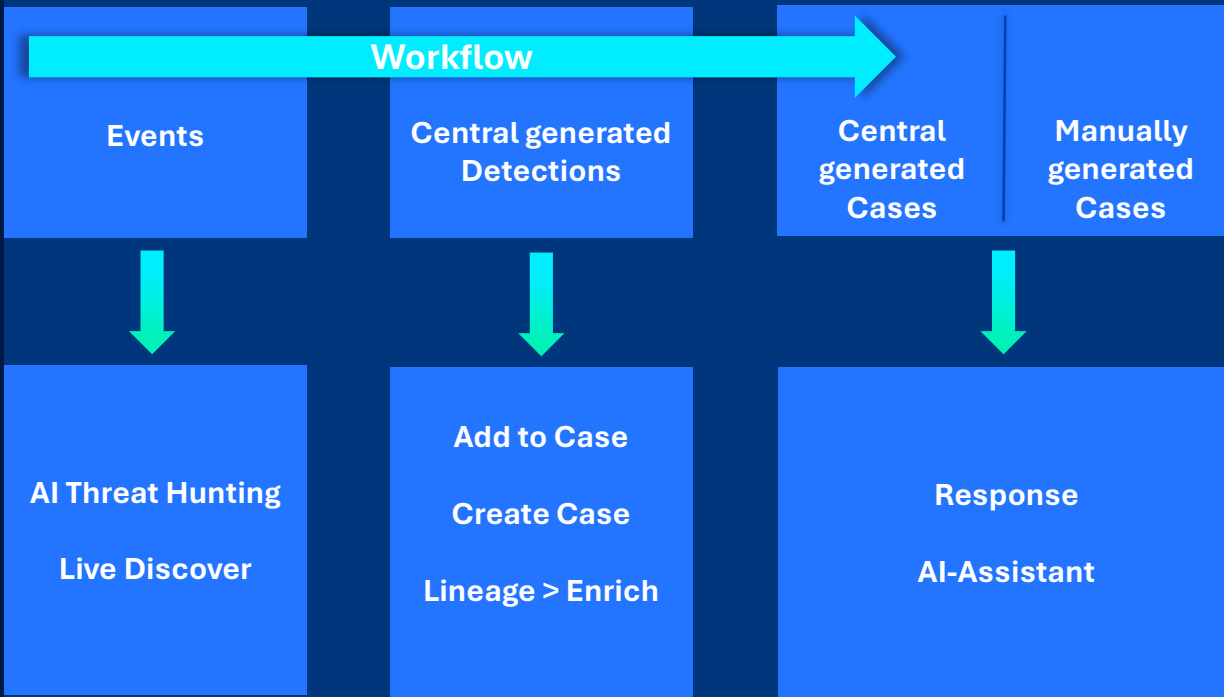 Workflow
Events
Central generated
Detections
Central
generated
Cases
Manually
generated
Cases
AI Threat Hunting
Live Discover
Add to Case
Create Case
Lineage > Enrich
Response
AI-Assistant